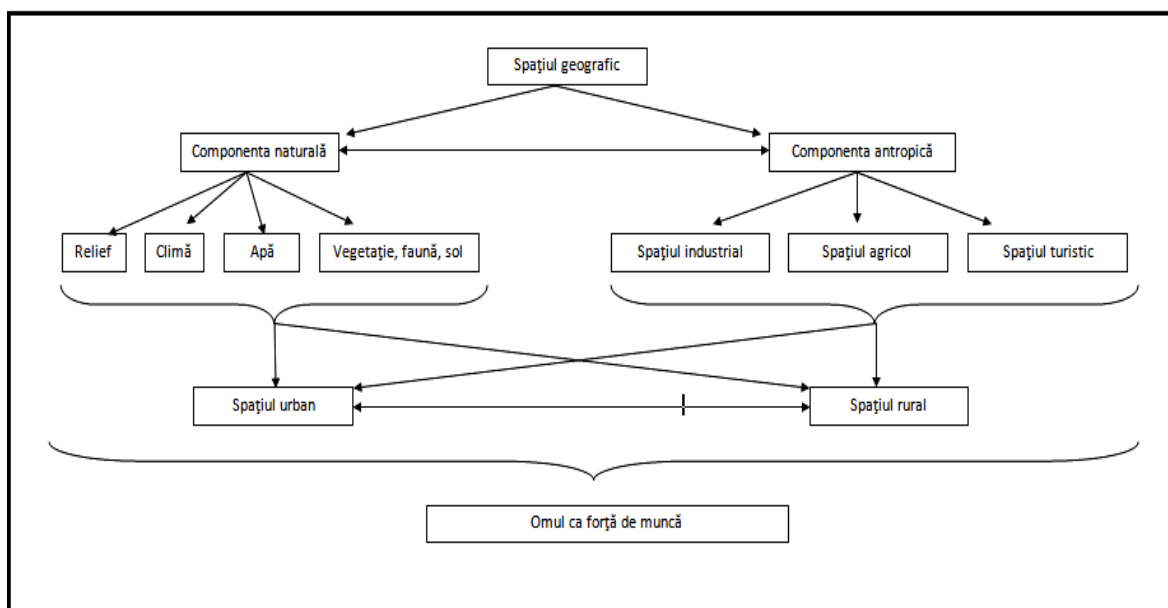 Spaţiul geografic
Componenta naturală
Componenta antropică
Relief
Climă
Apă
Vegetaţie, faună, sol
Spaţiul industrial
Spaţiul agricol
Spaţiul turistic
Spaţiul urban
Spaţiul rural
Omul ca forţă de muncă